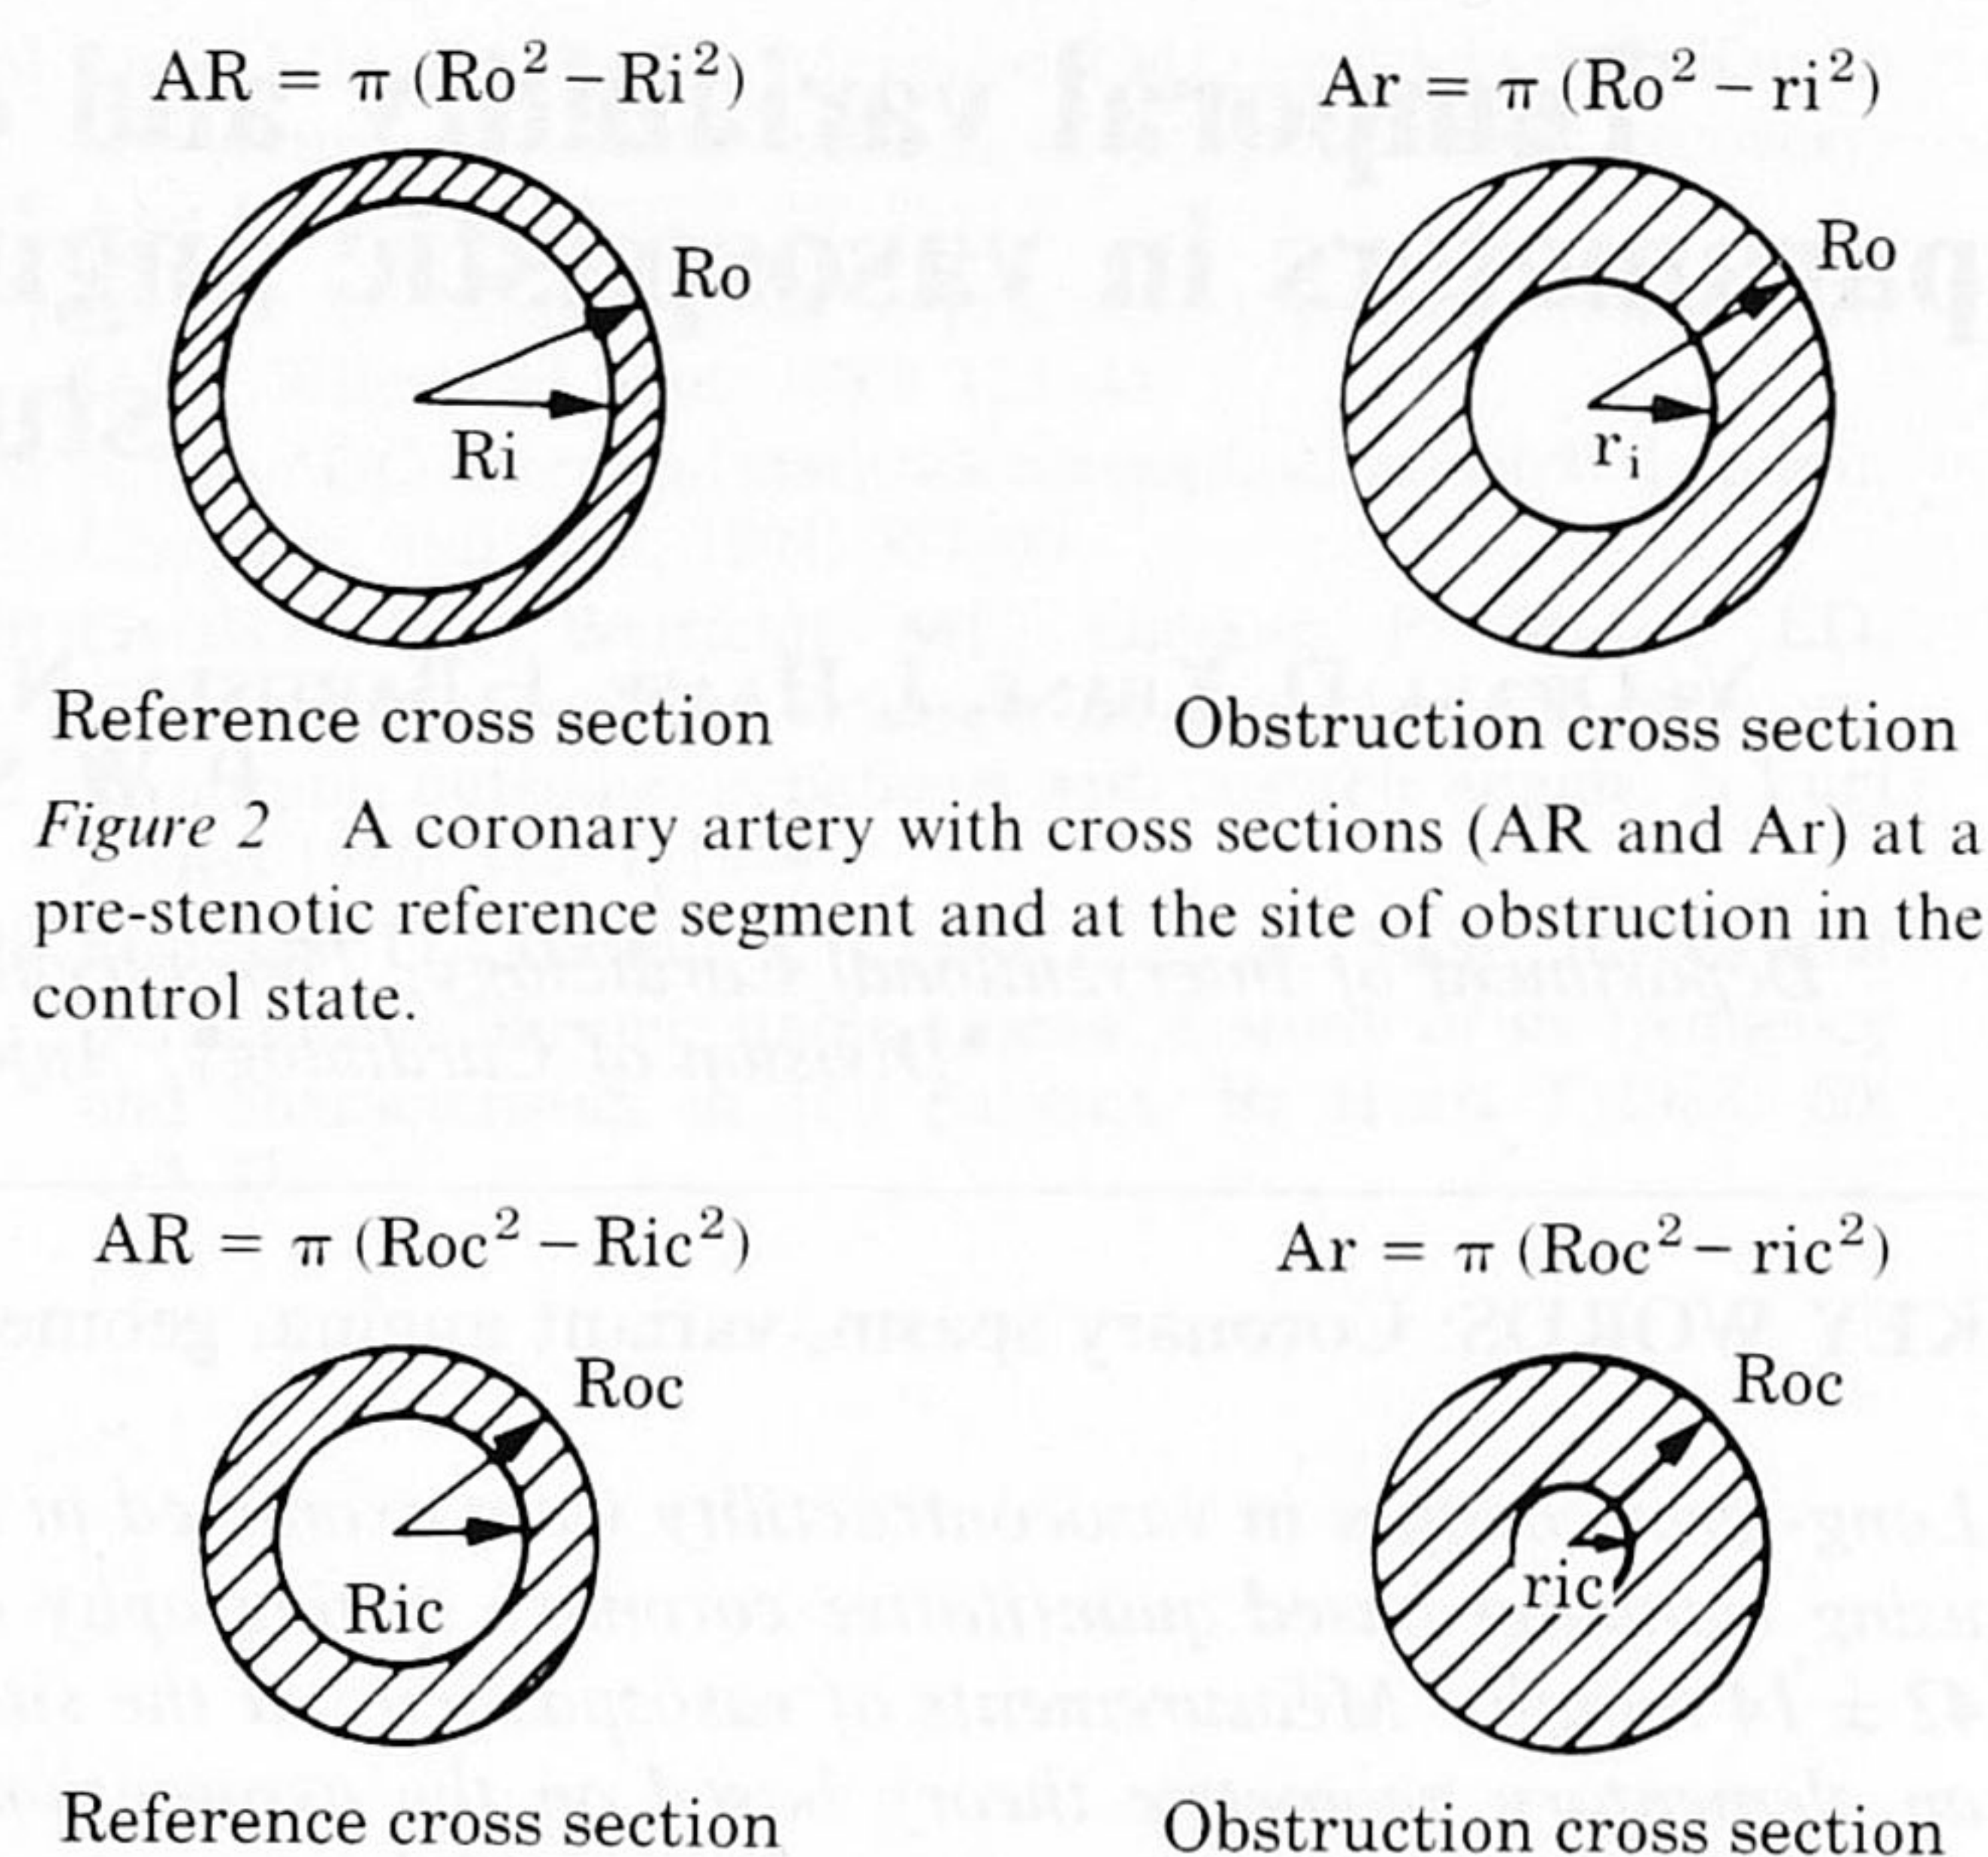 AR = π (Ro² – Ri²)
Ar = π (Ro² – ri²)
Ro
Ro
Ri
ri
Reference cross section
Obstruction cross section
Figure 2 A coronary artery with cross sections (AR and Ar) at a
pre-stenotic reference segment and at the site of obstruction in the
control state.
AR = π (Roc² – Ric²)
Ar = π (Roc² – ric²)
Roc
Roc
Ric
ric
Reference cross section
Obstruction cross section